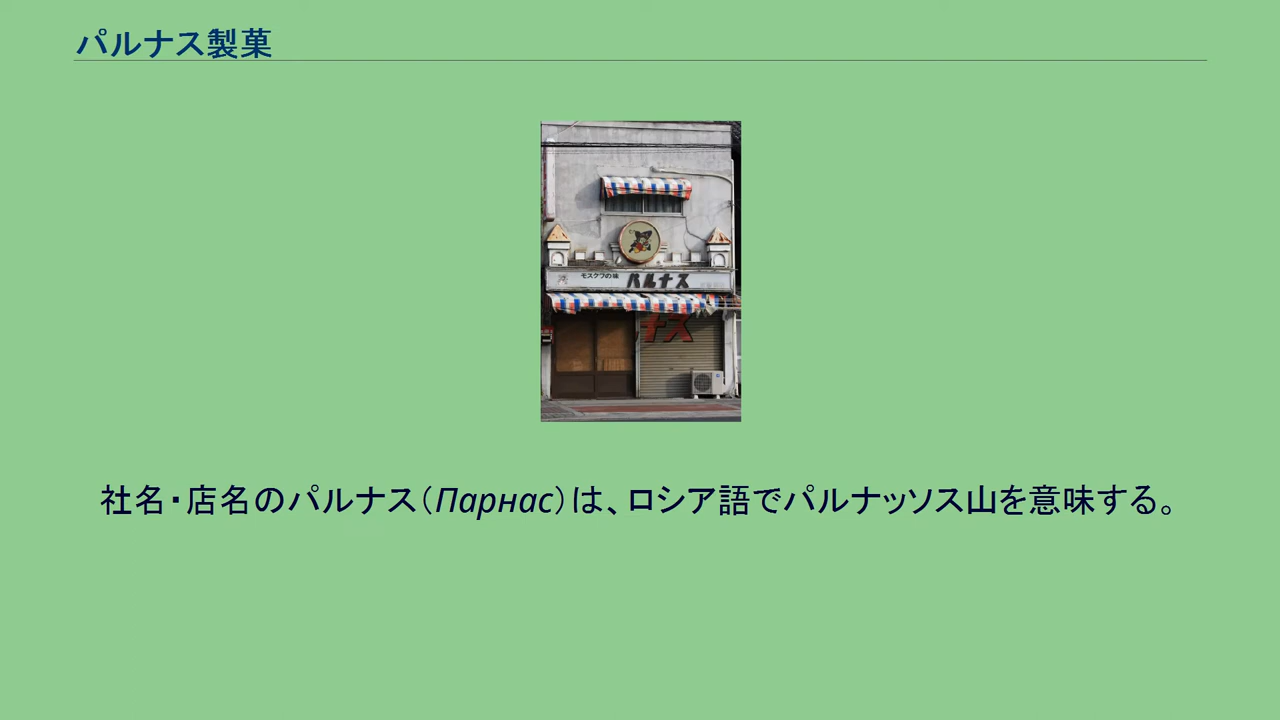 パルナス製菓
モスクワの味 パルナス
ナス
社名・店名のパルナス（Парнас）は、ロシア語でパルナッソス山を意味する。